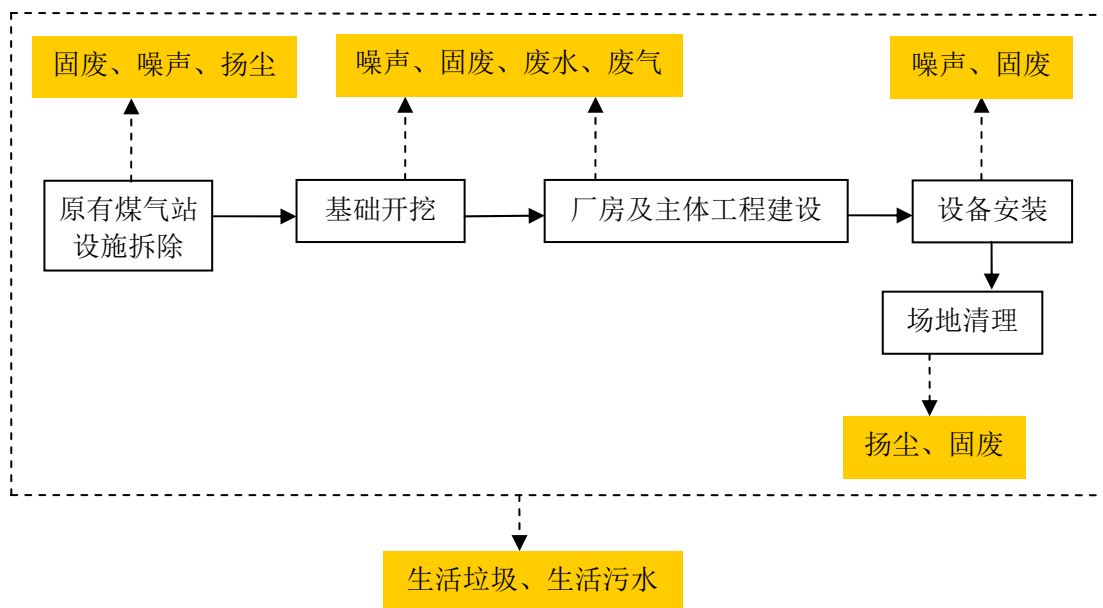 固废、噪声、扬尘
噪声、固废、废水、废气
噪声、固废
原有煤气站
设施拆除
基础开挖
厂房及主体工程建设
设备安装
场地清理
扬尘、固废
生活垃圾、生活污水